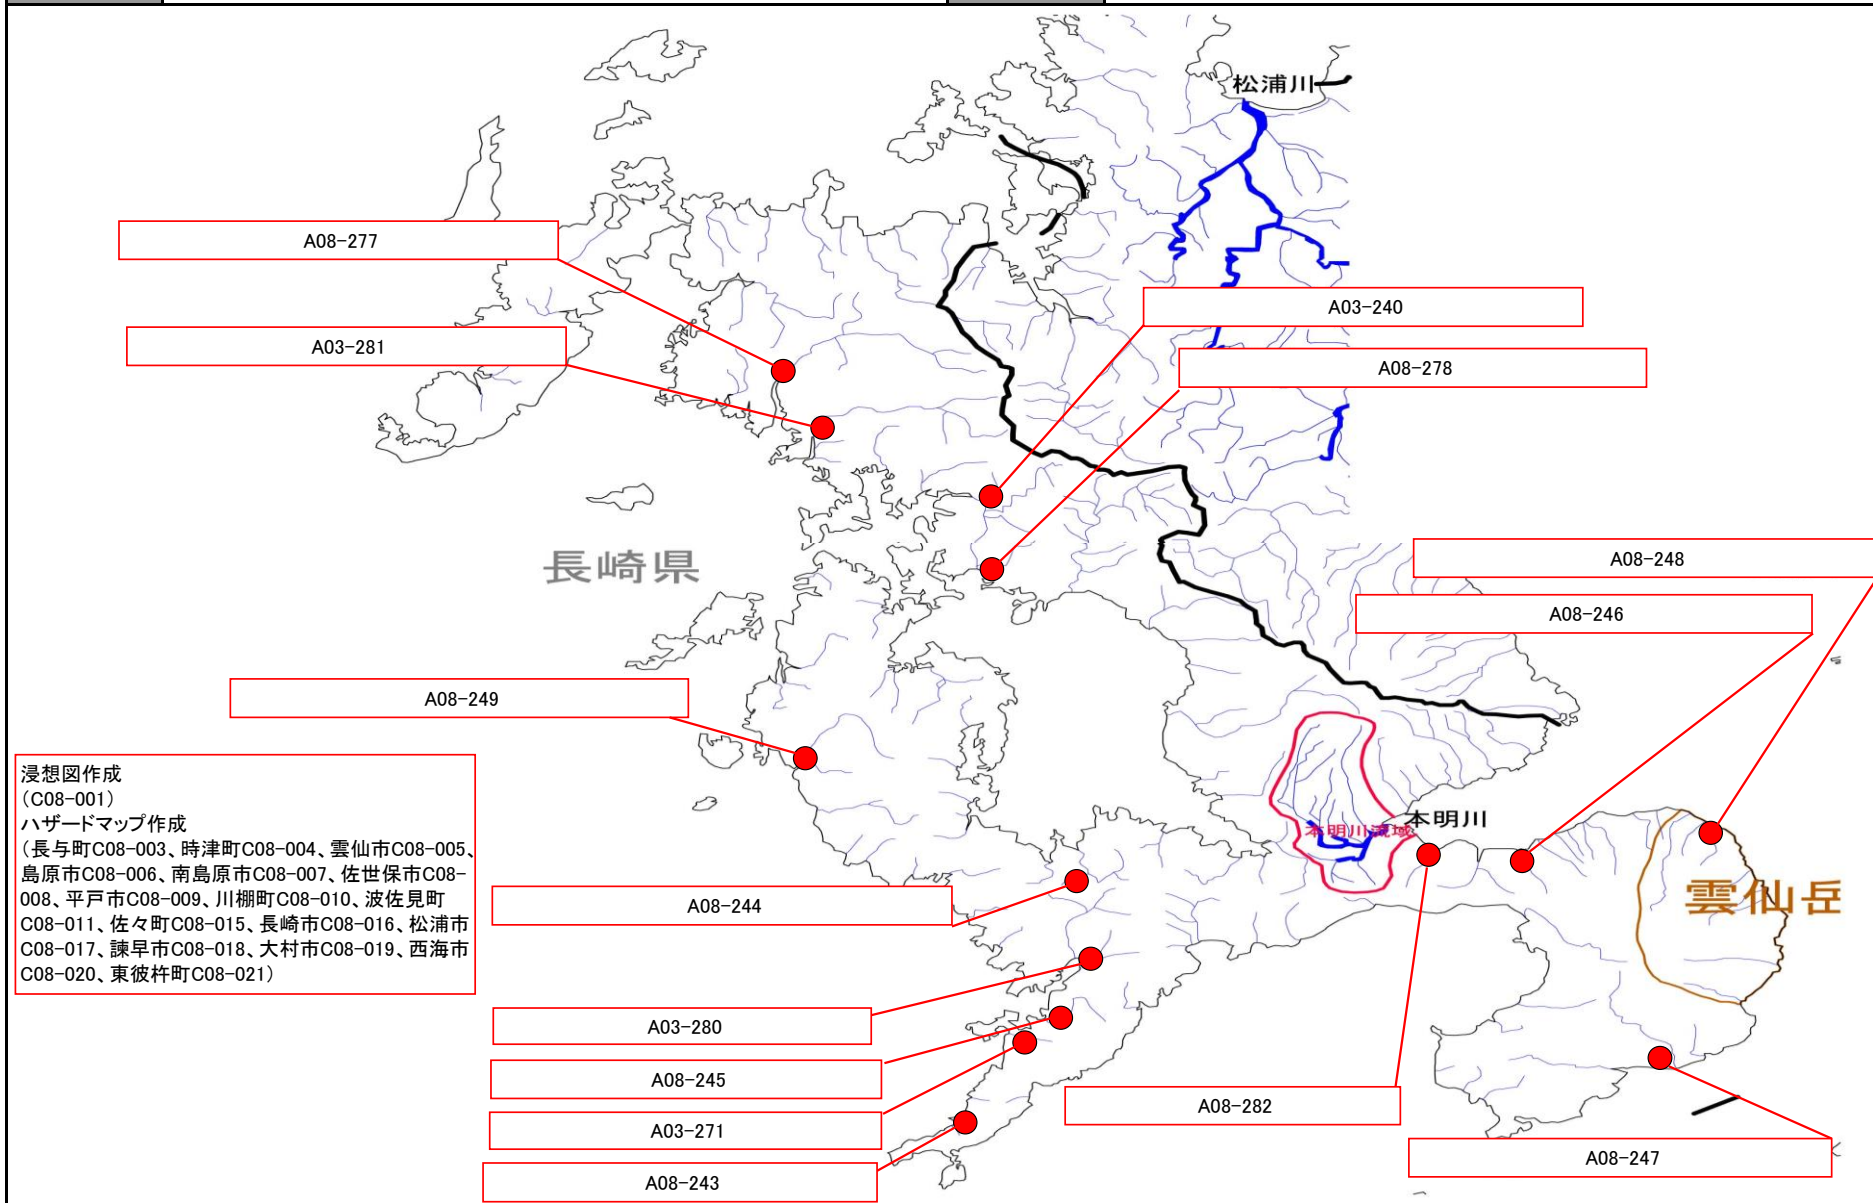 松浦川
A08-277
A03-240
A03-281
A08-278
長崎県
A08-248
A08-246
A08-249
浸想図作成
（C08-001）
ハザードマップ作成
（長与町C08-003、時津町C08-004、雲仙市C08-005、
島原市C08-006、南島原市C08-007、佐世保市C08-
008、平戸市C08-009、川棚町C08-010、波佐見町
C08-011、佐々町C08-015、長崎市C08-016、松浦市
C08-017、諫早市C08-018、大村市C08-019、西海市
C08-020、東彼杵町C08-021）
本明川
本明川流域
雲仙岳
A08-244
A03-280
A08-245
A08-282
A03-271
A08-247
A08-243